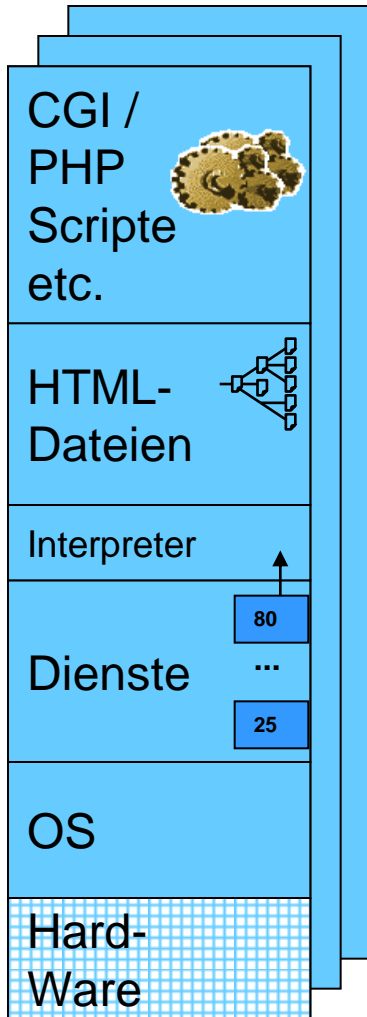 CGI /
PHP
Scripte
etc.
HTML-
Dateien
Interpreter
80
Dienste
...
25
OS
Hard-
Ware